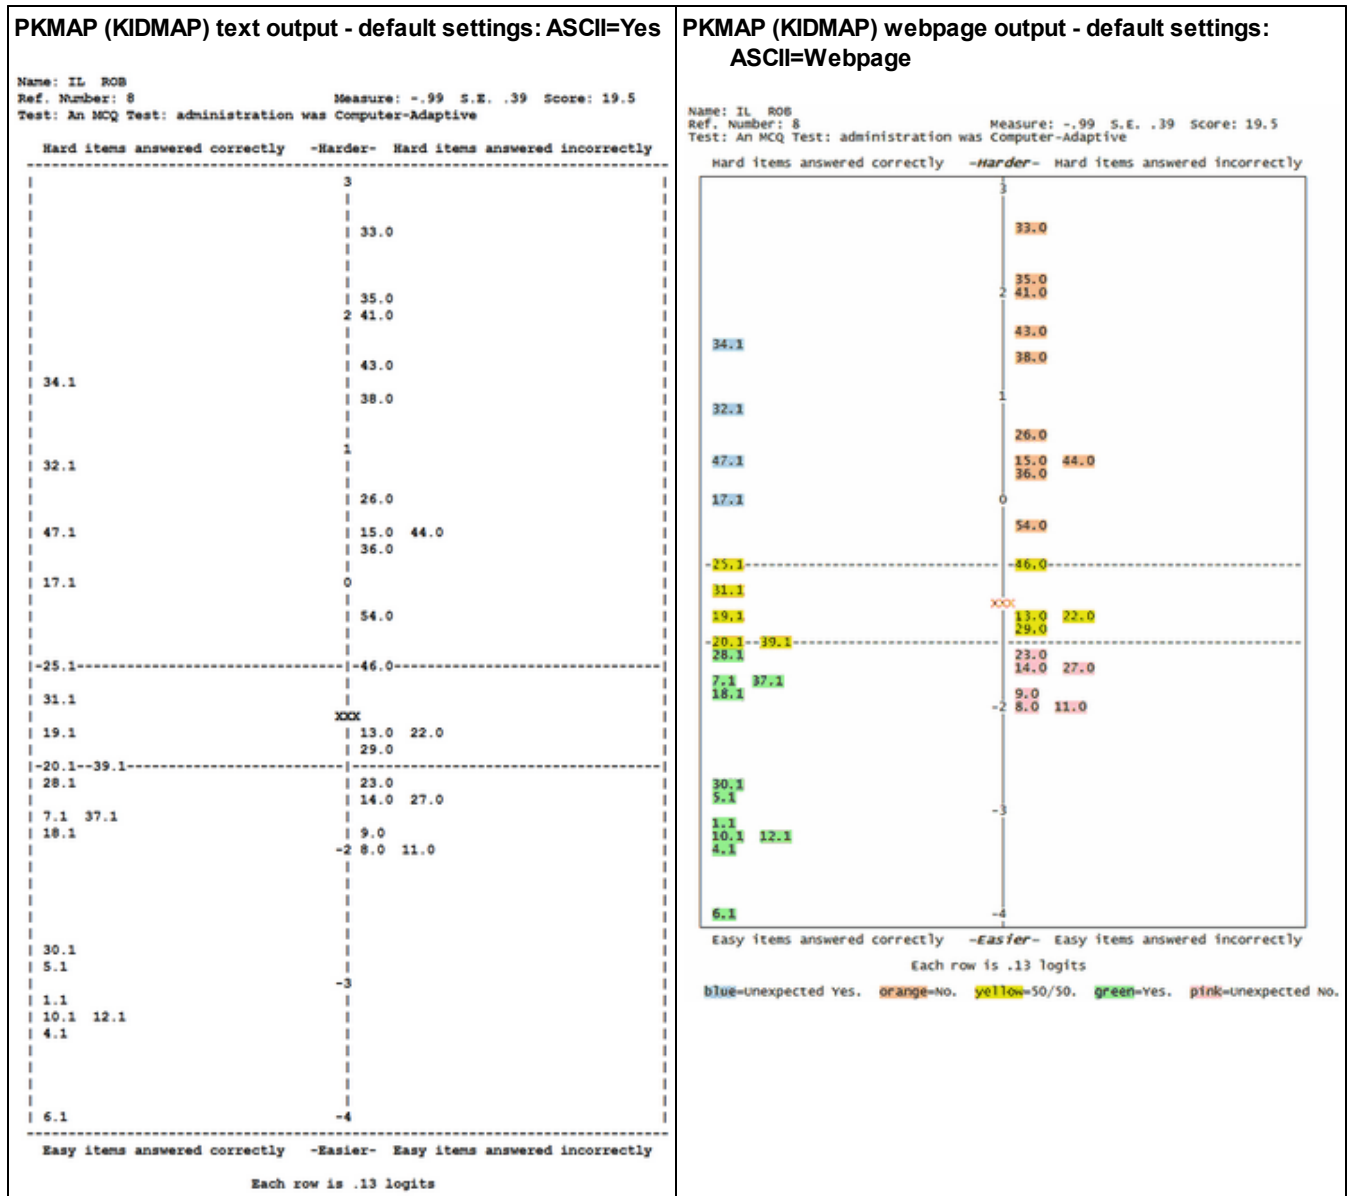 PKMAP (KIDMAP) text output - default settings: ASCII=Yes
Name: IL ROB
Ref. Number: 8 Measure: -.99 S.E. .39 Score: 19.5
Test: An MCQ Test: administration was Computer-Adaptive
Hard items answered correctly -Harder- Hard items answered incorrectly
3
33.0
35.0
2 41.0
43.0
34.1
38.0
1
32.1
26.0
47.1 15.0 44.0
36.0
17.1 0
54.0
-25.1 -46.0
31.1
XXX
19.1 13.0 22.0
29.0
-20.1--39.1
28.1 23.0
14.0 27.0
7.1 37.1
18.1 9.0
-2 8.0 11.0
30.1
5.1
-3
1.1
10.1 12.1
4.1
6.1 -4
Easy items answered correctly -Easier- Easy items answered incorrectly
Each row is .13 logits
PKMAP (KIDMAP) webpage output - default settings:
ASCII=Webpage
Name: IL ROB
Ref. Number: 8 Measure: -.99 S.E. .39 Score: 19.5
Test: An MCQ Test: administration was Computer-Adaptive
Hard items answered correctly -Harder- Hard items answered incorrectly
3
33.0
35.0
2 41.0
43.0
34.1
38.0
1
32.1
26.0
47.1 15.0 44.0
36.0
17.1 0
54.0
-25.1 -46.0
31.1
XXX
19.1 13.0 22.0
29.0
-20.1--39.1
28.1 23.0
14.0 27.0
7.1 37.1
18.1 9.0
-2 8.0 11.0
30.1
5.1
-3
1.1
10.1 12.1
4.1
6.1 -4
Easy items answered correctly -Easier- Easy items answered incorrectly
Each row is .13 logits
blue=Unexpected Yes. orange=No. yellow=50/50. green=Yes. pink=Unexpected No.